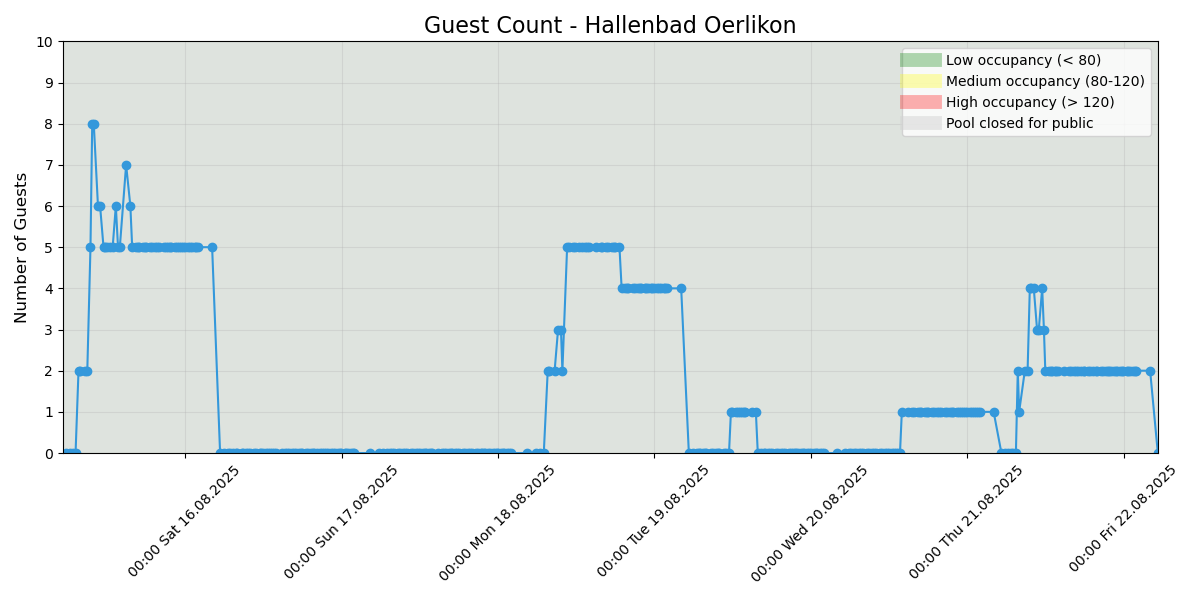 Guest Count - Hallenbad Oerlikon
Number of Guests
10
9
8
7
6
5
4
3
2
1
0
Low occupancy (< 80)
Medium occupancy (80-120)
High occupancy (> 120)
Pool closed for public
00:00 Sat 16.08.2025
00:00 Sun 17.08.2025
00:00 Mon 18.08.2025
00:00 Tue 19.08.2025
00:00 Wed 20.08.2025
00:00 Thu 21.08.2025
00:00 Fri 22.08.2025